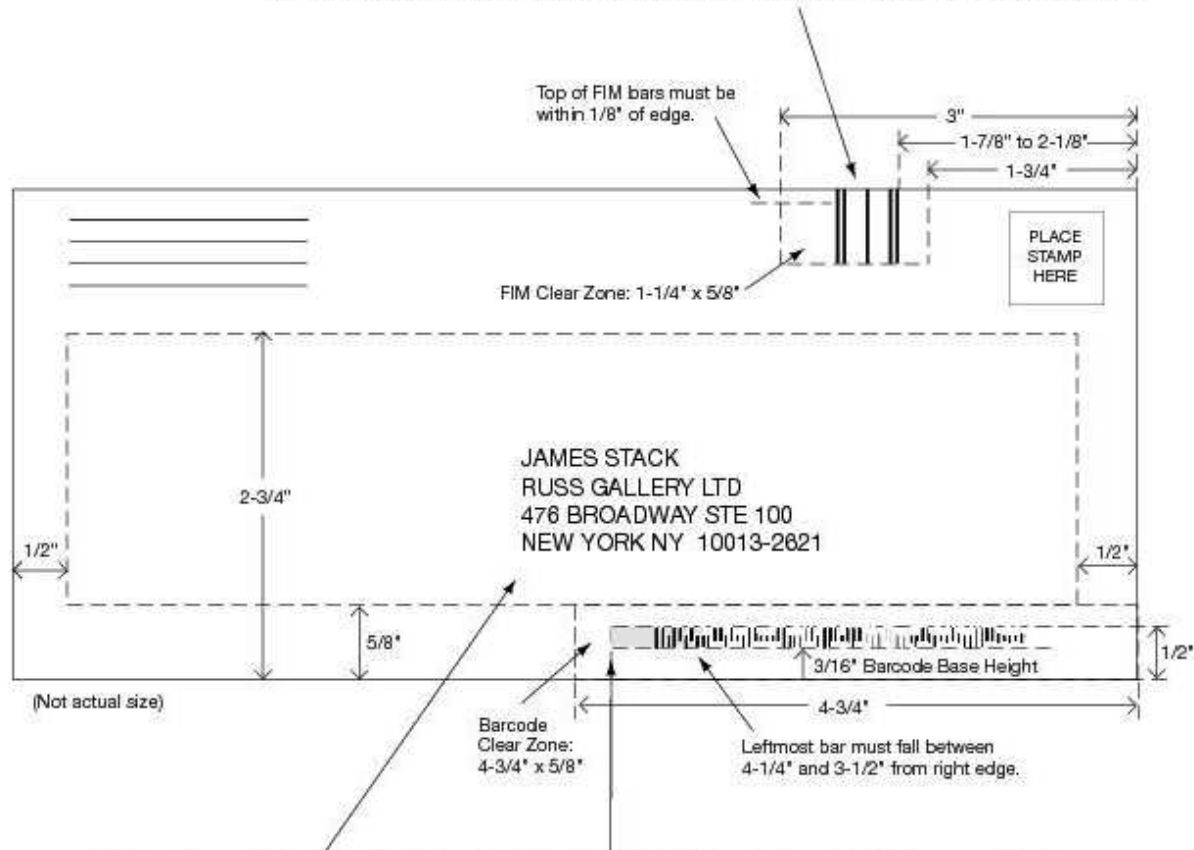 Top of FIM bars must be
within 1/8" of edge.
3"
1-7/8" to 2-1/8"
1-3/4"
PLACE
STAMP
HERE
FIM Clear Zone: 1-1/4" x 5/8"
JAMES STACK
RUSS GALLERY LTD
476 BROADWAY STE 100
NEW YORK NY 10013-2621
2-3/4"
1/2"
1/2"
5/8"
3/16" Barcode Base Height
1/2"
(Not actual size)
4-3/4"
Barcode
Clear Zone:
4-3/4" x 5/8"
Leftmost bar must fall between
4-1/4" and 3-1/2" from right edge.